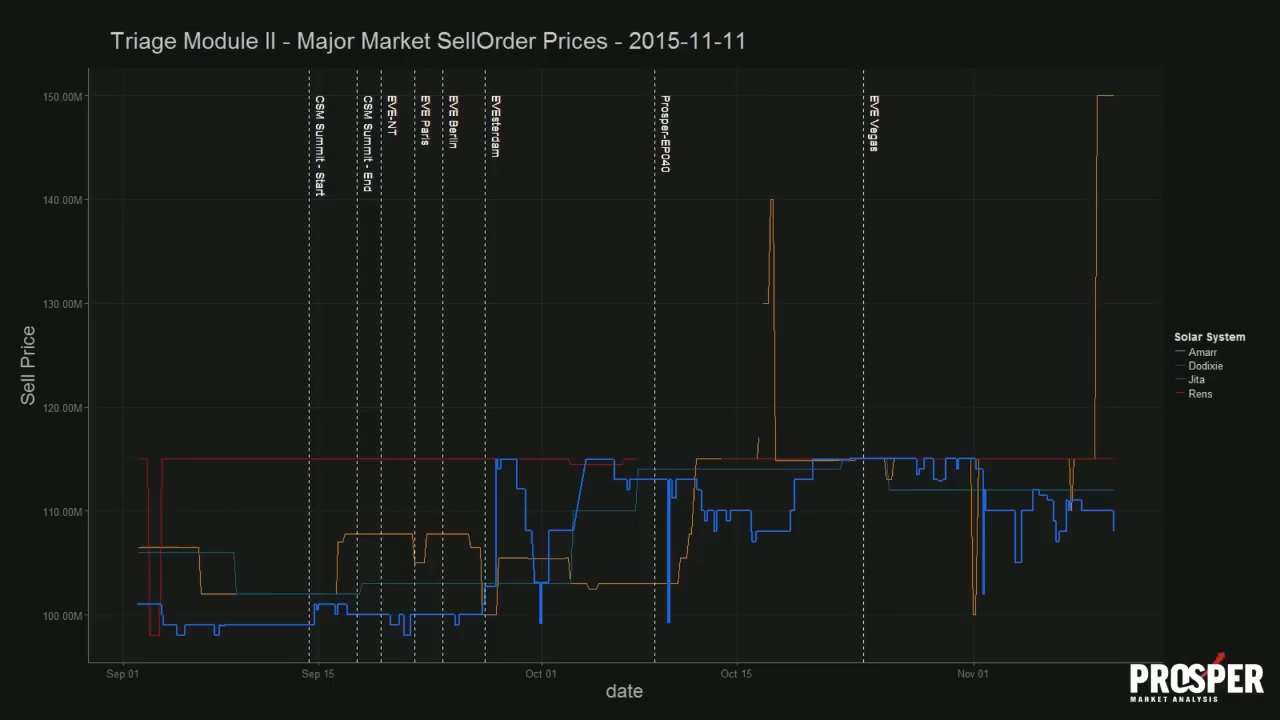 Triage Module II - Major Market SellOrder Prices - 2015-11-11
150.00M
140.00M
130.00M
120.00M
110.00M
100.00M
Sell Price
CSM Summit - Start
CSM Summit - End
EVE-NT
EVE Paris
EVE Berlin
EVEsterdam
Prosper-EP040
EVE Vegas
Solar System
Amarr
Dodixie
Jita
Rens
Sep 01
Sep 15
Oct 01
Oct 15
Nov 01
date
PROSPER
MARKET ANALYSIS